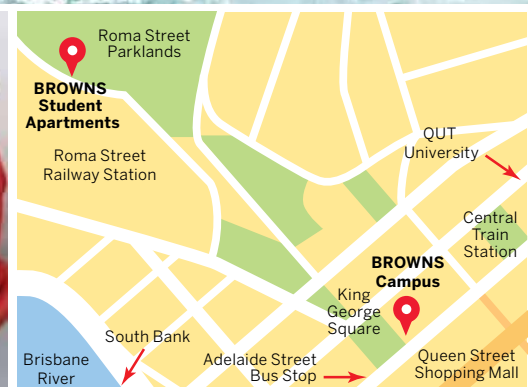 Roma Street
Parklands
BROWNS
Student
Apartments
Roma Street
Railway Station
QUT
University
Central
Train
Station
BROWNS
Campus
King
George
Square
South Bank
Brisbane
River
Adelaide Street
Bus Stop
Queen Street
Shopping Mall